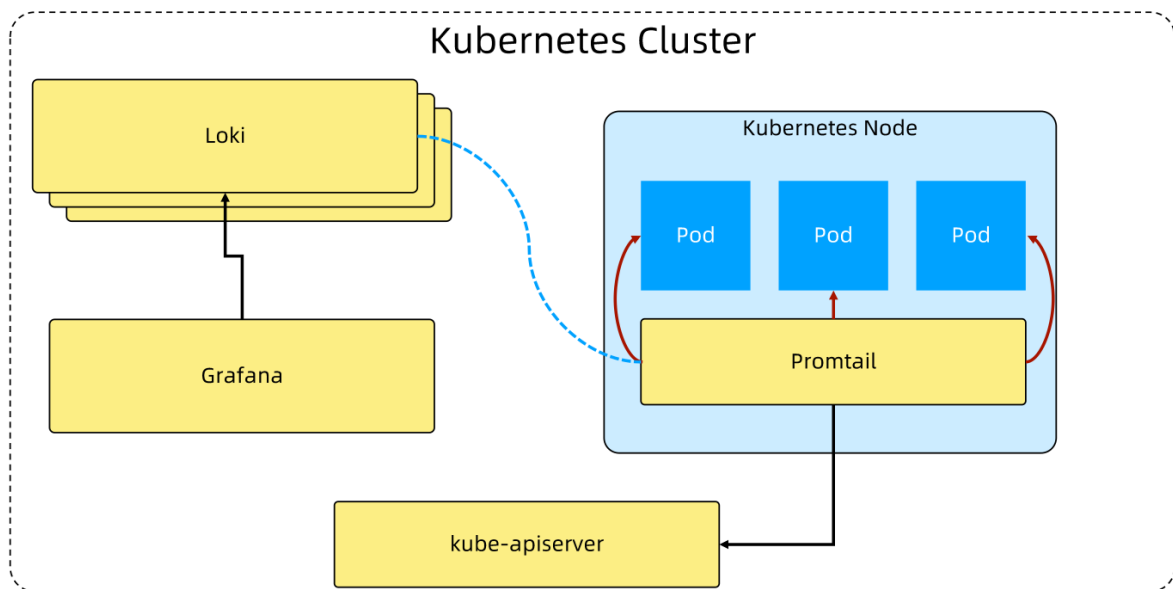 Kubernetes Cluster
Loki
Kubernetes Node
Pod
Pod
Pod
Promtail
Grafana
kube-apiserver